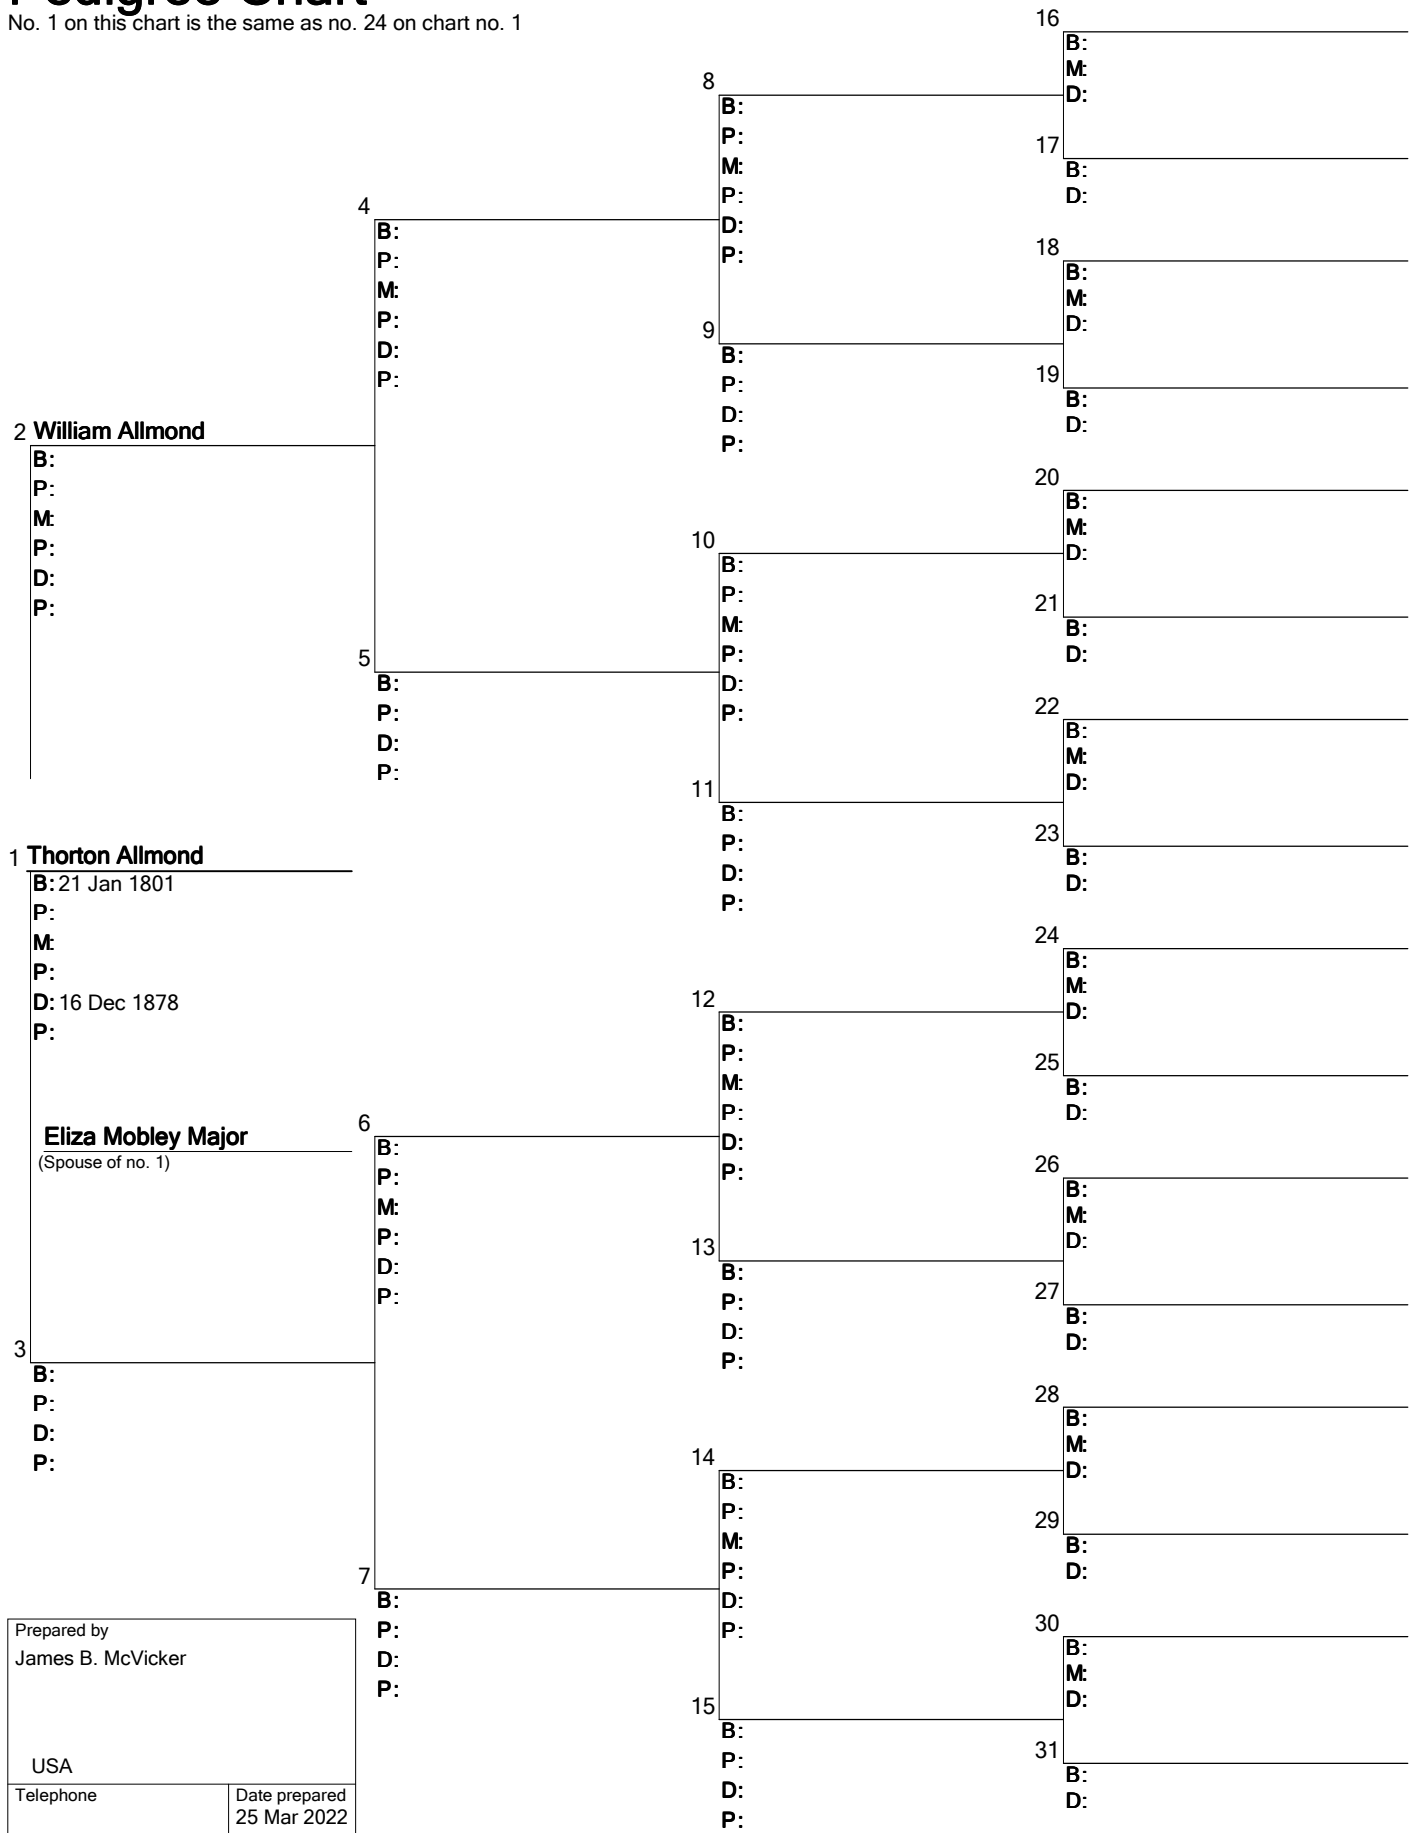 Pedigree Chart
No. 1 on this chart is the same as no. 24 on chart no. 1
2 William Allmond
B:
P:
M:
P:
D:
P:
1 Thorton Allmond
B: 21 Jan 1801
P:
M:
P:
D: 16 Dec 1878
P:
Eliza Mobley Major
(Spouse of no. 1)
3
B:
P:
D:
P:
Prepared by
James B. McVicker
USA
Telephone
Date prepared
25 Mar 2022
4
B:
P:
M:
P:
D:
P:
5
B:
P:
D:
P:
6
B:
P:
M:
P:
D:
P:
7
B:
P:
D:
P:
8
B:
P:
M:
P:
D:
P:
9
B:
P:
D:
P:
10
B:
P:
M:
P:
D:
P:
11
B:
P:
D:
P:
12
B:
P:
M:
P:
D:
P:
13
B:
P:
D:
P:
14
B:
P:
M:
P:
D:
P:
15
B:
P:
D:
P:
16
B:
M:
D:
17
B:
D:
18
B:
M:
D:
19
B:
D:
20
B:
M:
D:
21
B:
D:
22
B:
M:
D:
23
B:
D:
24
B:
M:
D:
25
B:
D:
26
B:
M:
D:
27
B:
D:
28
B:
M:
D:
29
B:
D:
30
B:
M:
D:
31
B:
D: